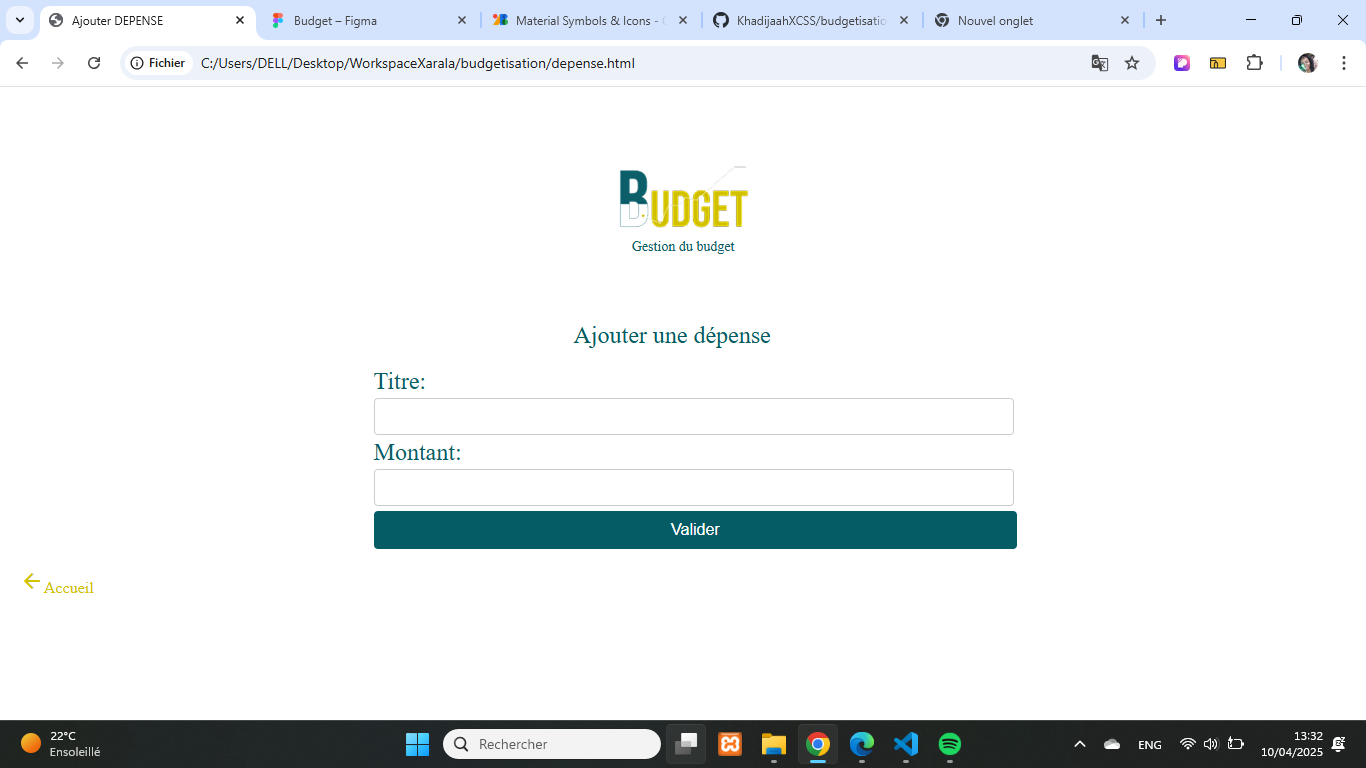 Ajouter DEPENSE
Budget – Figma
Material Symbols & Icons -
KhadijaahXCSS/budgetisatio
Nouvel onglet
Fichier
C:/Users/DELL/Desktop/WorkspaceXarala/budgetisation/depense.html
BUDGET
Gestion du budget
Ajouter une dépense
Titre:
Montant:
Valider
Accueil
22°C
Ensoleillé
Rechercher
ENG
13:32
10/04/2025